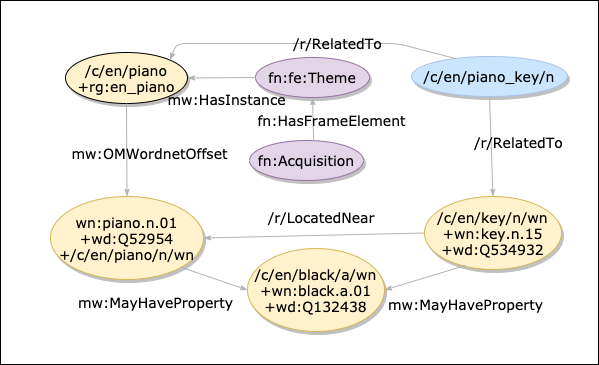 /r/RelatedTo
/c/en/piano
+rg:en_piano
fn:fe:Theme
/c/en/piano_key/n
mw:HasInstance
fn:HasFrameElement
/r/RelatedTo
mw:OMWordnetOffset
fn:Acquisition
wn:piano.n.01
+wd:Q52954
+/c/en/piano/n/wn
/r/LocatedNear
/c/en/key/n/wn
+wn:key.n.15
+wd:Q534932
/c/en/black/a/wn
+wn:black.a.01
+wd:Q132438
mw:MayHaveProperty
mw:MayHaveProperty